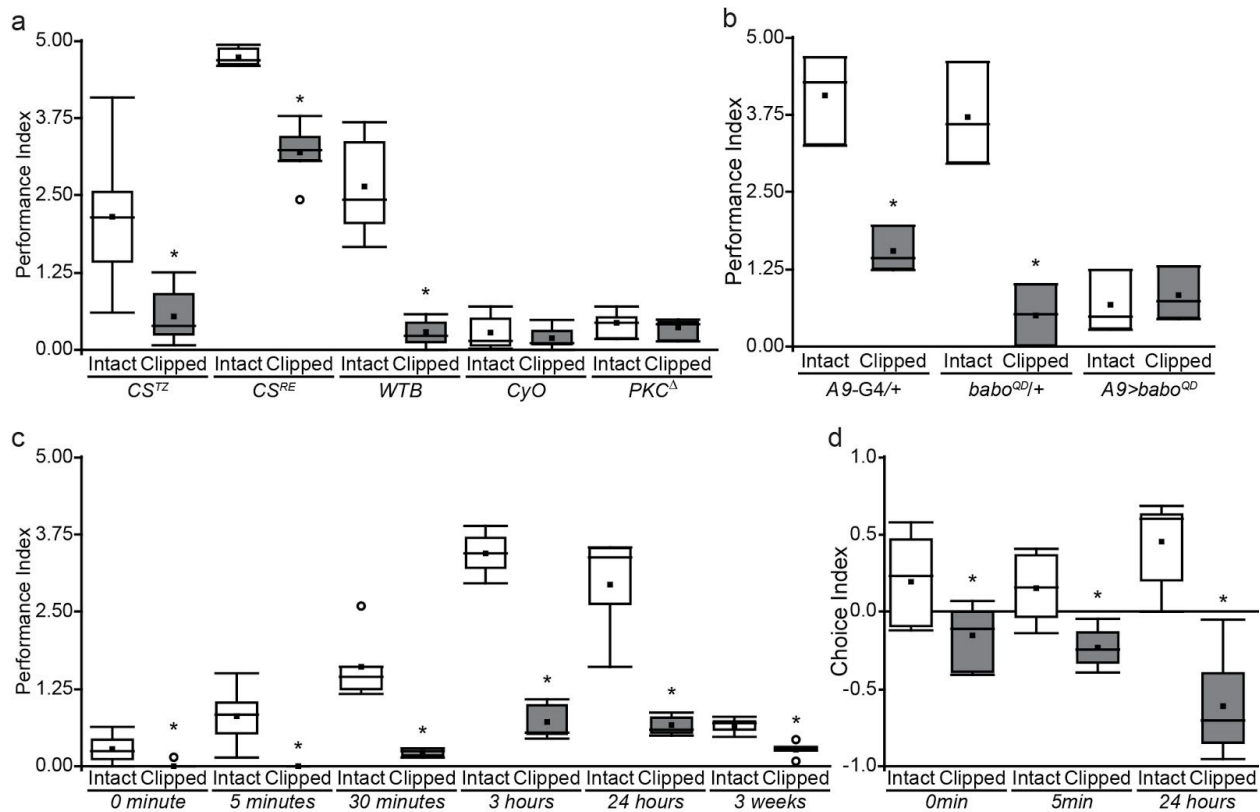 a
Performance Index
5.00
3.75
2.50
1.25
0.00
* * *
Intact Clipped Intact Clipped Intact Clipped Intact Clipped Intact Clipped
CS^TZ CS^RE WTB CyO PKC^Δ
b
Performance Index
5.00
3.75
2.50
1.25
0.00
* *
Intact Clipped Intact Clipped Intact Clipped
A9-G4/+ babo^QD/+ A9>babo^QD
c
Performance Index
5.00
3.75
2.50
1.25
0.00
* * * * * *
Intact Clipped Intact Clipped Intact Clipped Intact Clipped Intact Clipped Intact Clipped
0 minute 5 minutes 30 minutes 3 hours 24 hours 3 weeks
d
Choice Index
1.0
0.5
0.0
-0.5
-1.0
* * *
Intact Clipped Intact Clipped Intact Clipped
0min 5min 24 hours